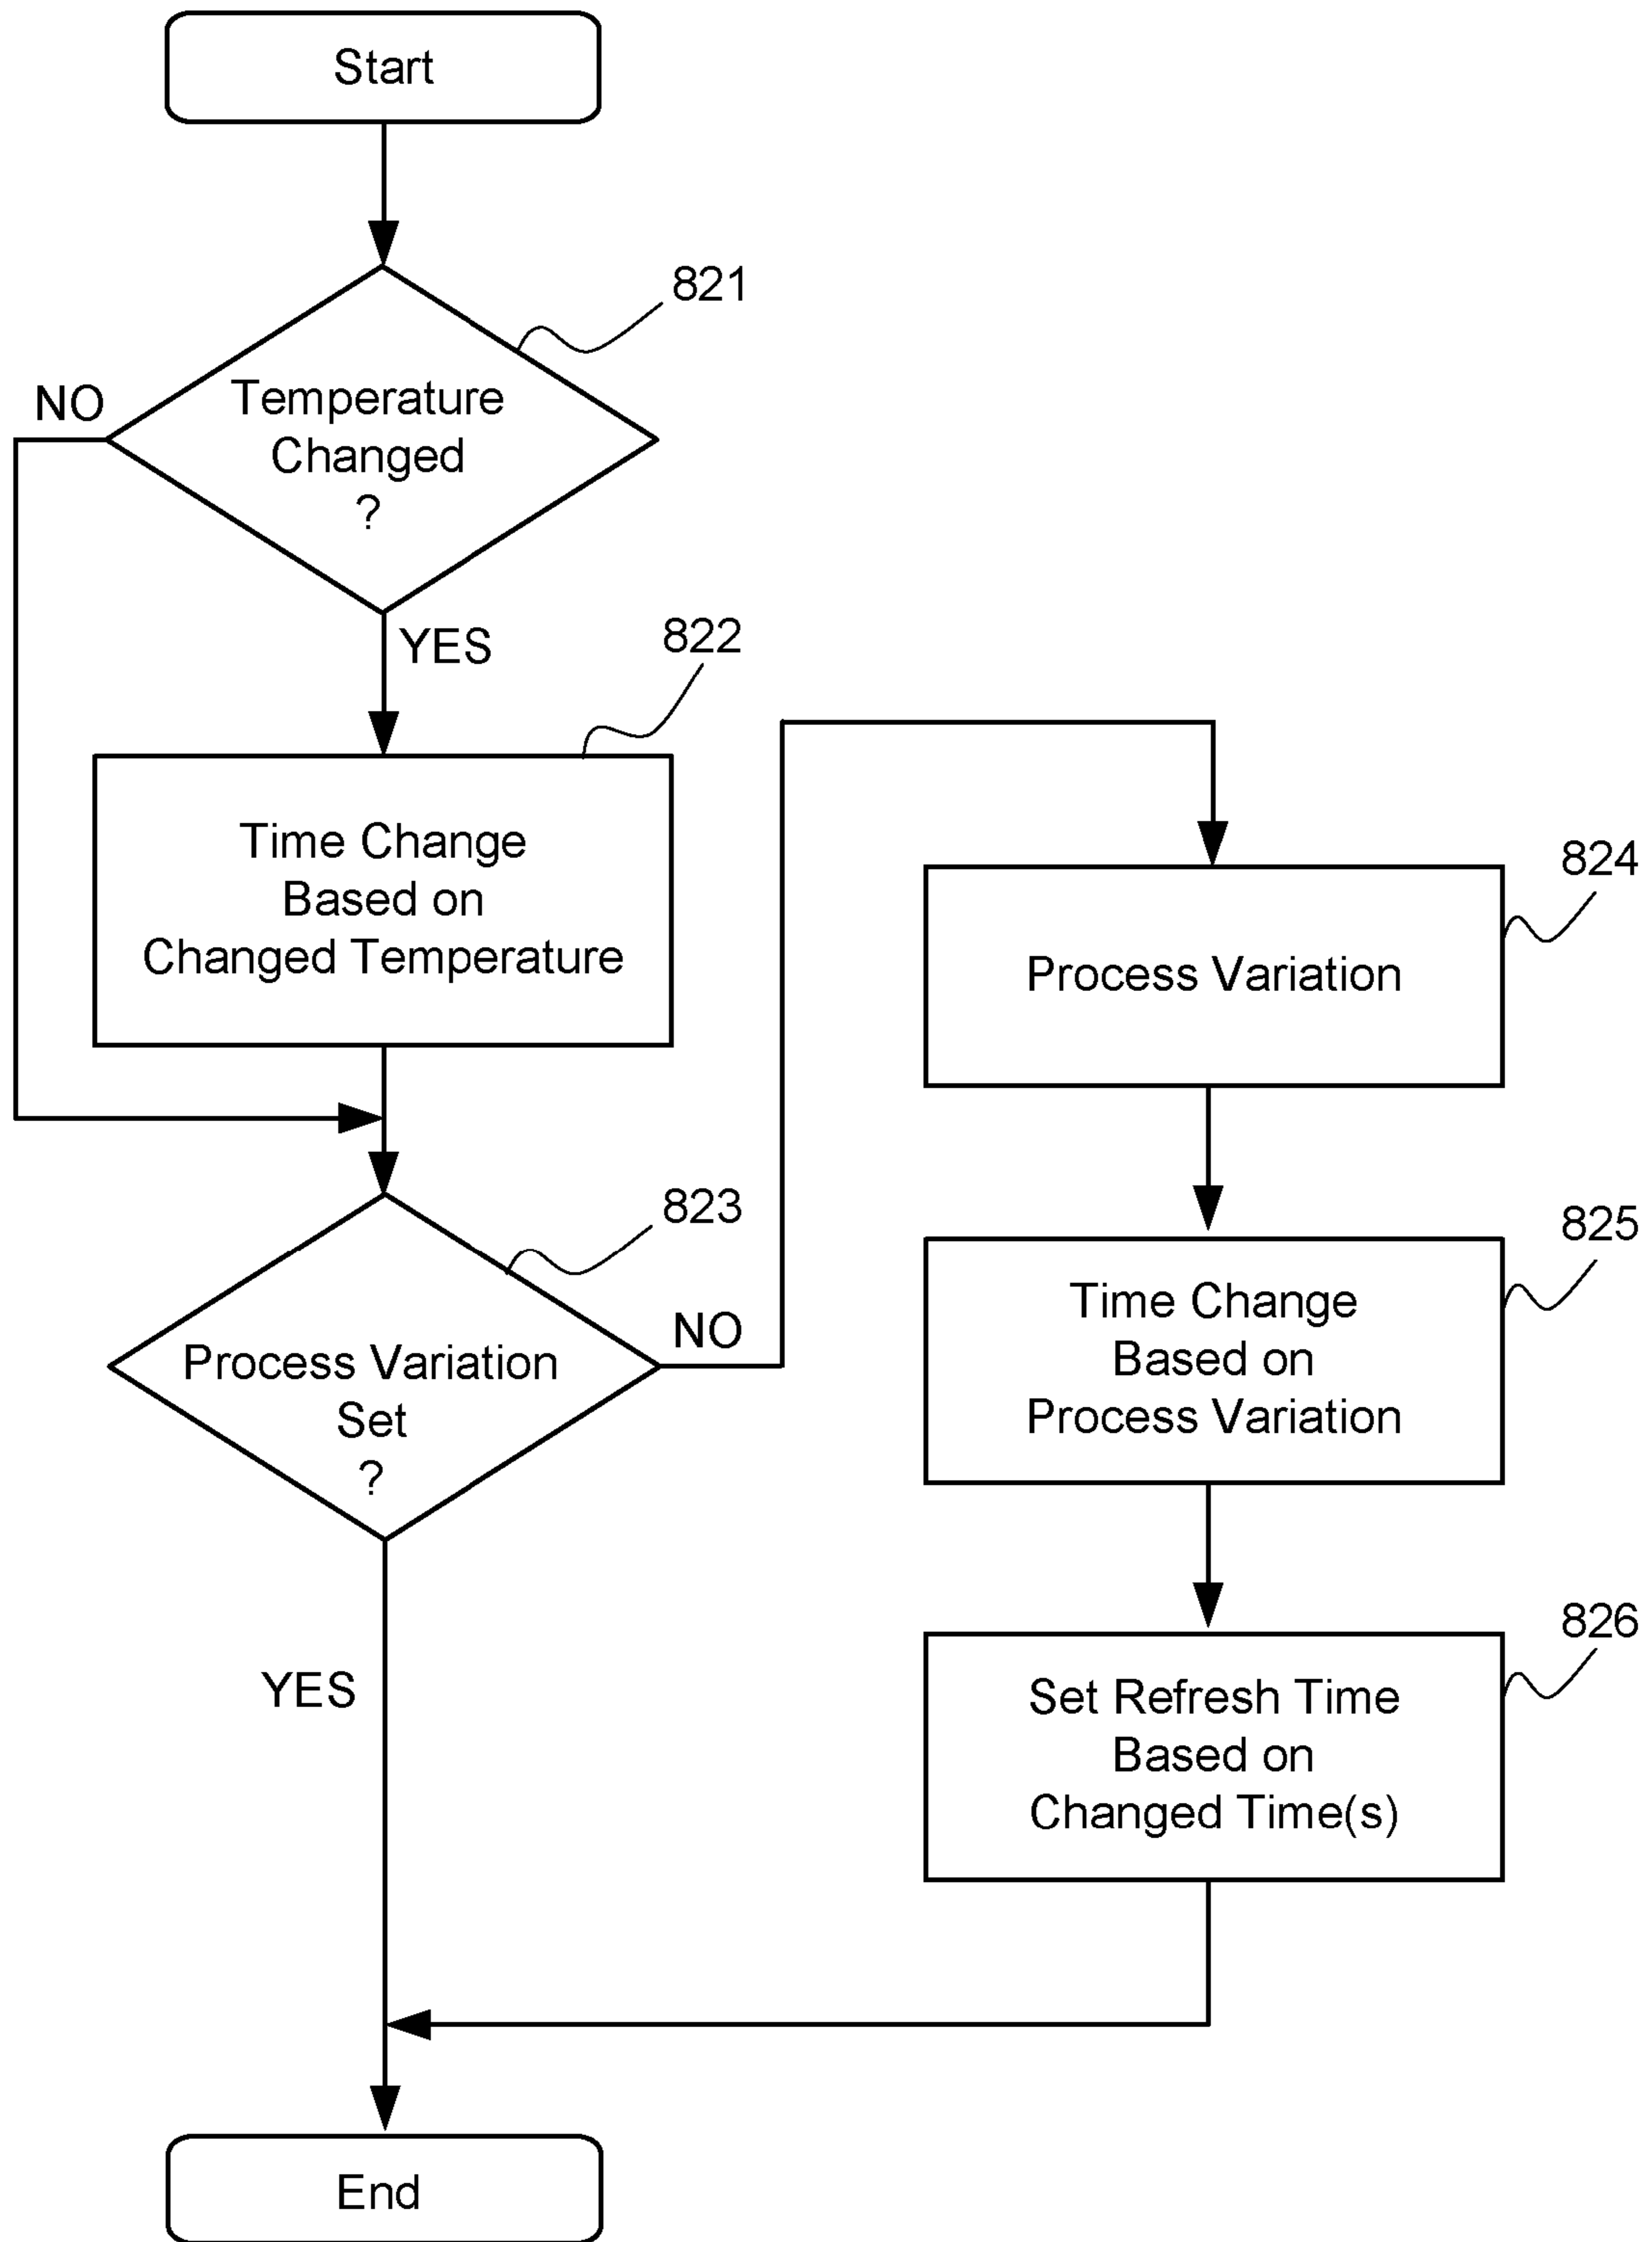 Start
821
NO
Temperature
Changed
?
YES
822
Time Change
Based on
Changed Temperature
823
Process Variation
Set
?
NO
YES
824
Process Variation
825
Time Change
Based on
Process Variation
826
Set Refresh Time
Based on
Changed Time(s)
End